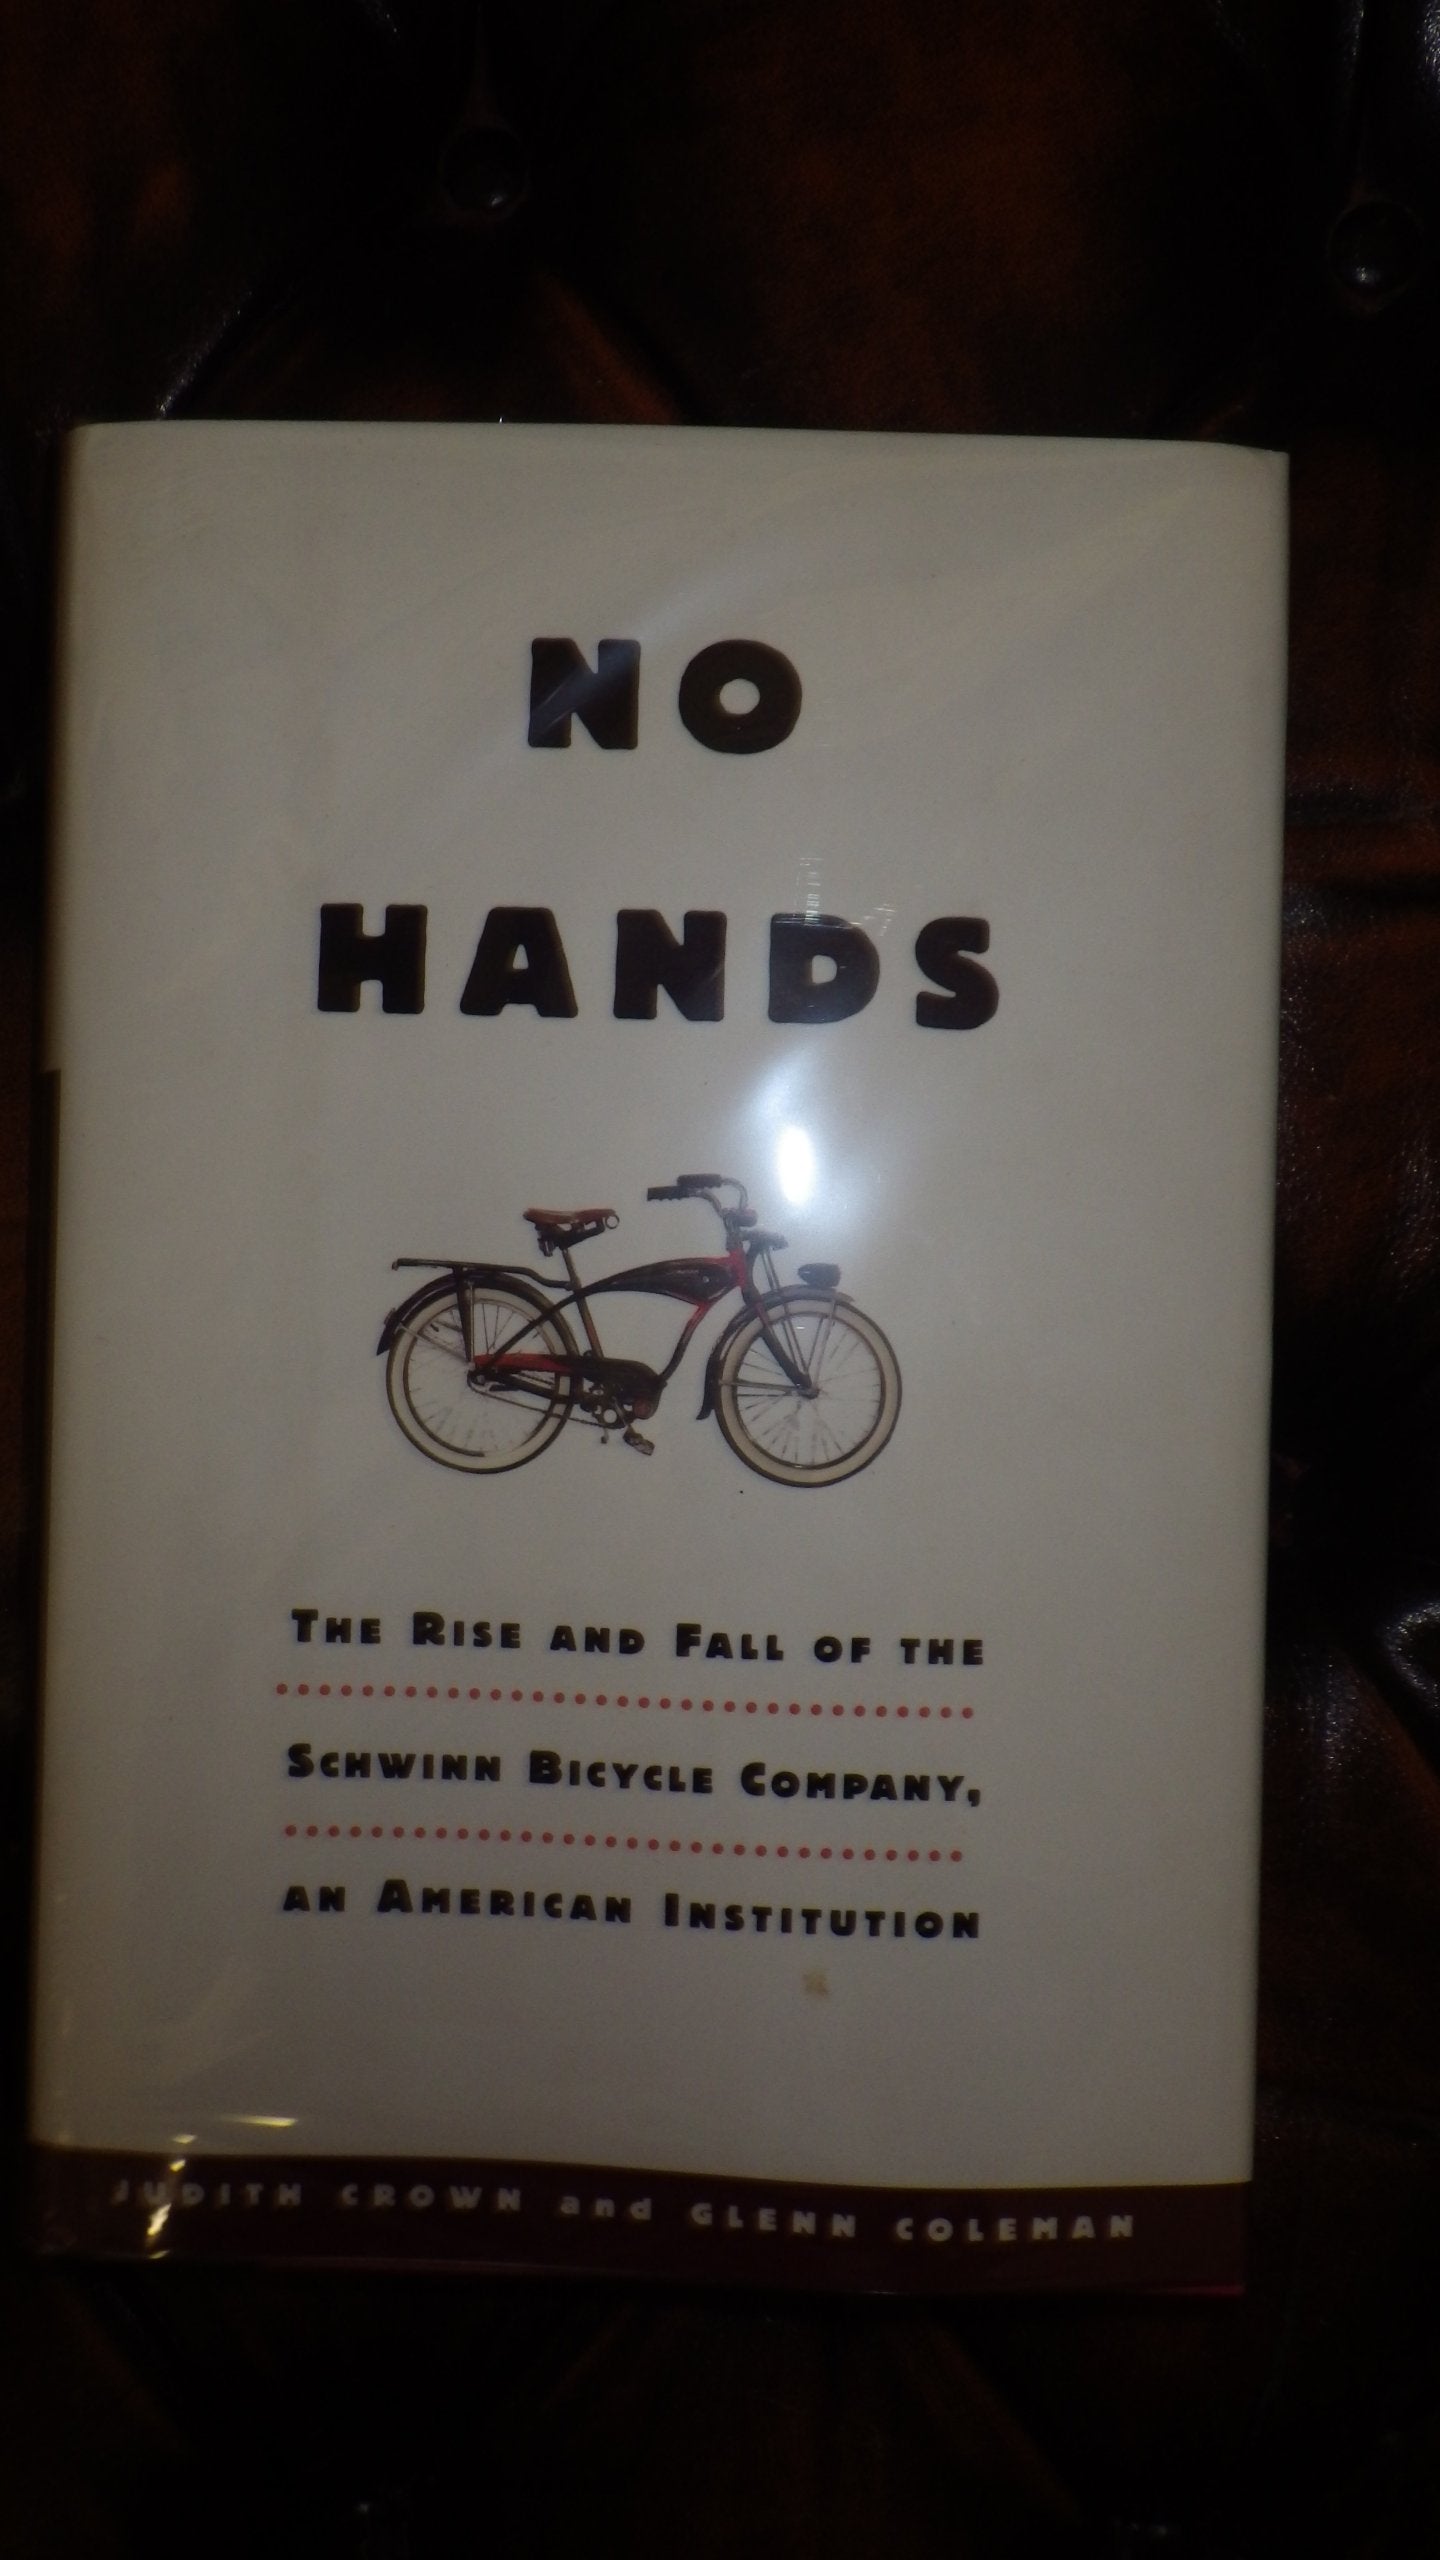 NO
HANDS
THE RISE AND FALL OF THE
SCHWINN BICYCLE COMPANY,
AN AMERICAN INSTITUTION
JUDITH CROWN and GLENN COLEMAN